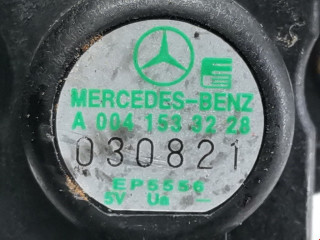 MERCEDES-BENZ
A 004 153 32 28
030821
EP5556
5V Ua —